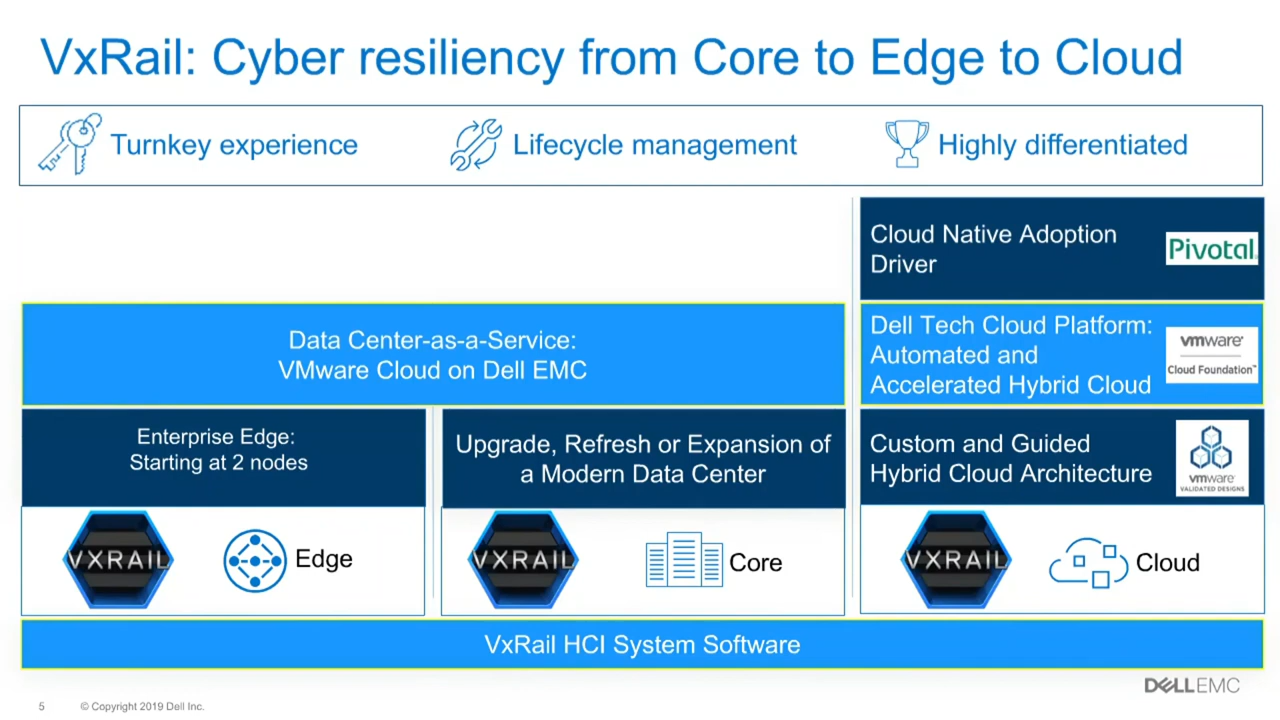 VxRail: Cyber resiliency from Core to Edge to Cloud
Turnkey experience
Lifecycle management
Highly differentiated
Cloud Native Adoption
Driver
Pivotal
Data Center-as-a-Service:
VMware Cloud on Dell EMC
Dell Tech Cloud Platform:
Automated and
Accelerated Hybrid Cloud
vmware
Cloud Foundation™
Enterprise Edge:
Starting at 2 nodes
Upgrade, Refresh or Expansion of
a Modern Data Center
Custom and Guided
Hybrid Cloud Architecture
vmware
VALIDATED DESIGNS
VXRAIL
Edge
VXRAIL
Core
VXRAIL
Cloud
VxRail HCI System Software
DELLEMC
5
© Copyright 2019 Dell Inc.